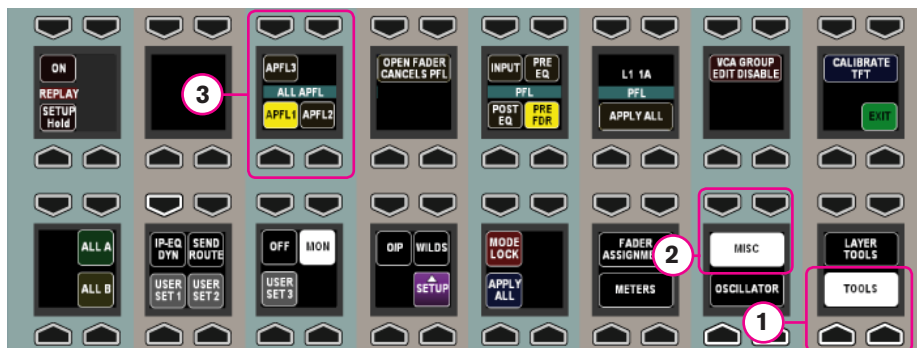 ON
REPLAY
SETUP
Hold
3
APFL3
ALL APFL
APFL1 APFL2
OPEN FADER
CANCELS PFL
INPUT PRE
EQ
PFL
POST PRE
EQ FDR
L1 1A
PFL
APPLY ALL
VCA GROUP
EDIT DISABLE
CALIBRATE
TFT
EXIT
ALL A
ALL B
IP-EQ SEND
DYN ROUTE
USER USER
SET 1 SET 2
OFF MON
USER
SET 3
O/P WILDS
SETUP
MODE
LOCK
APPLY
ALL
FADER
ASSIGNME
METERS
2
MISC
OSCILLATOR
1
LAYER
TOOLS
TOOLS